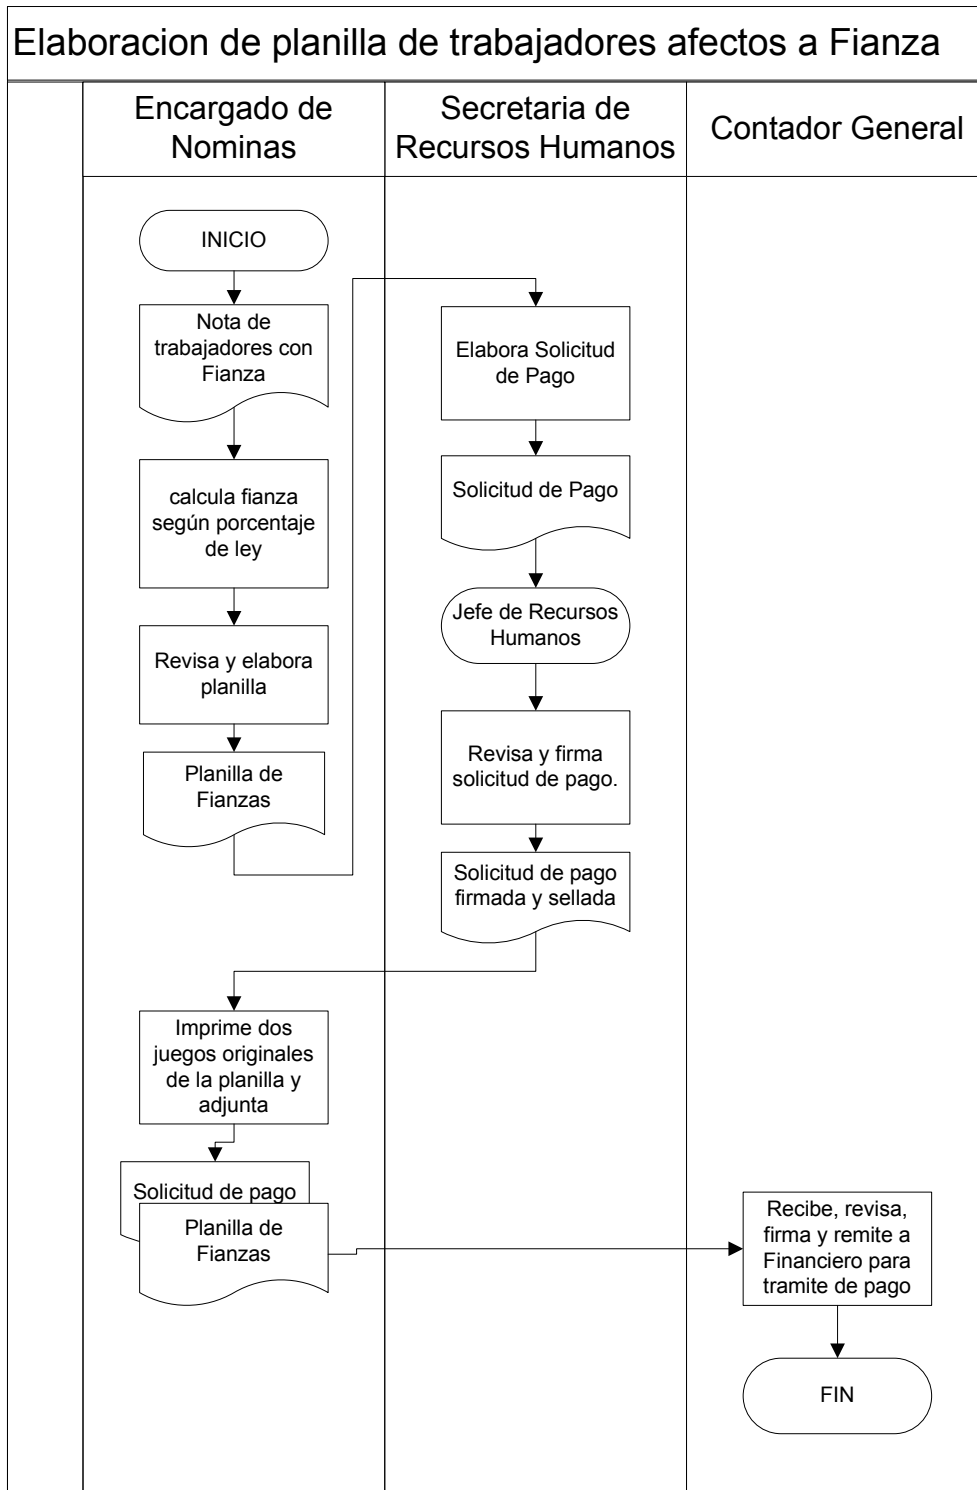 Elaboracion de planilla de trabajadores afectos a Fianza
Encargado de
Nominas
Secretaria de
Recursos Humanos
Contador General
INICIO
Nota de
trabajadores con
Fianza
calcula fianza
según porcentaje
de ley
Revisa y elabora
planilla
Planilla de
Fianzas
Elabora Solicitud
de Pago
Solicitud de Pago
Jefe de Recursos
Humanos
Revisa y firma
solicitud de pago.
Solicitud de pago
firmada y sellada
Imprime dos
juegos originales
de la planilla y
adjunta
Solicitud de pago
Planilla de
Fianzas
Recibe, revisa,
firma y remite a
Financiero para
tramite de pago
FIN